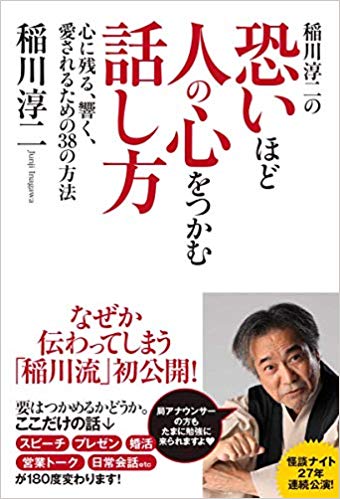 稲川淳二の
恐いほど
人の心をつかむ
話し方
心に残る、響く、
愛されるための38の方法
稲川淳二
Junji Inagawa
なぜか
伝わってしまう
「稲川流」初公開!
要はつかめるかどうか。
ここだけの話↓
スピーチ プレゼン 婚活
営業トーク 日常会話etc
が180度変わります!
局アナウンサー
の方も
たまに勉強に
来られますよ♥
怪談ナイト
27年
連続公演!